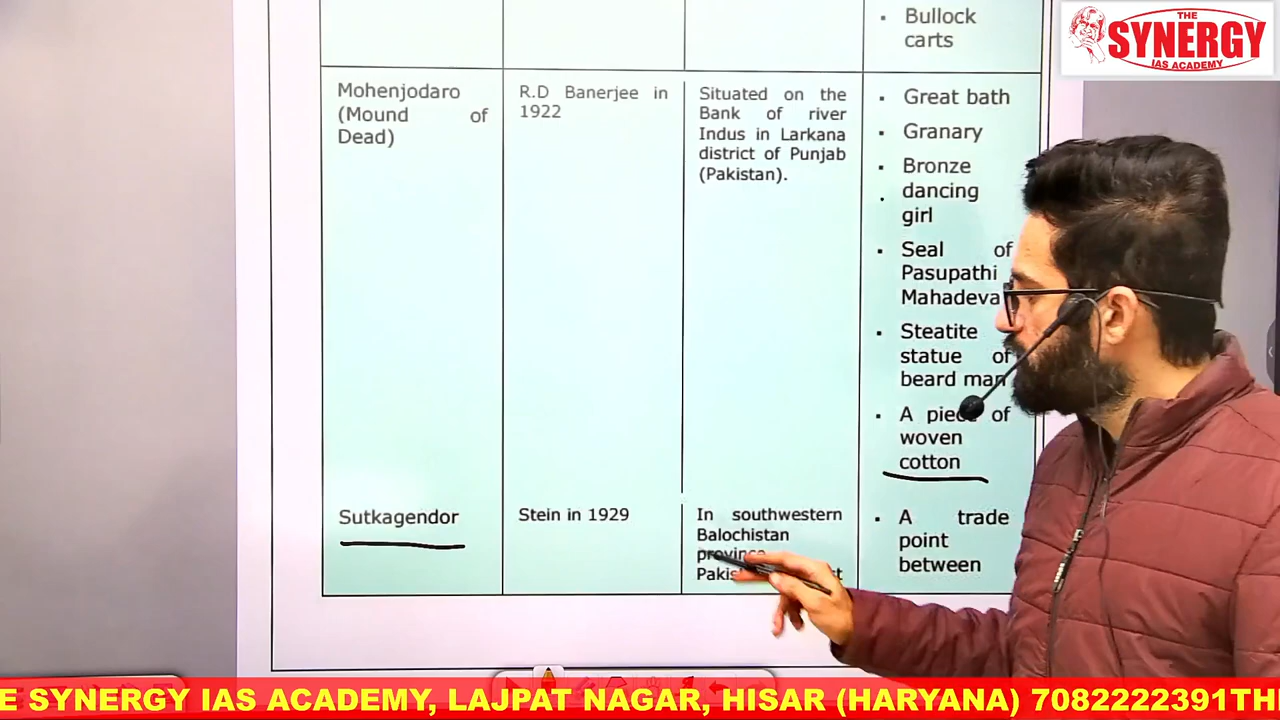 THE
SYNERGY
IAS ACADEMY
Bullock
carts
Mohenjodaro
(Mound of
Dead)
R.D Banerjee in
1922
Situated on the
Bank of river
Indus in Larkana
district of Punjab
(Pakistan).
Great bath
Granary
Bronze
dancing
girl
Seal of
Pasupathi
Mahadeva
Steatite
statue of
beard man
A piece of
woven
cotton
Sutkagendor
Stein in 1929
In southwestern
Balochistan
province
A trade
point
between
E SYNERGY IAS ACADEMY, LAJPAT NAGAR, HISAR (HARYANA) 7082222391TH